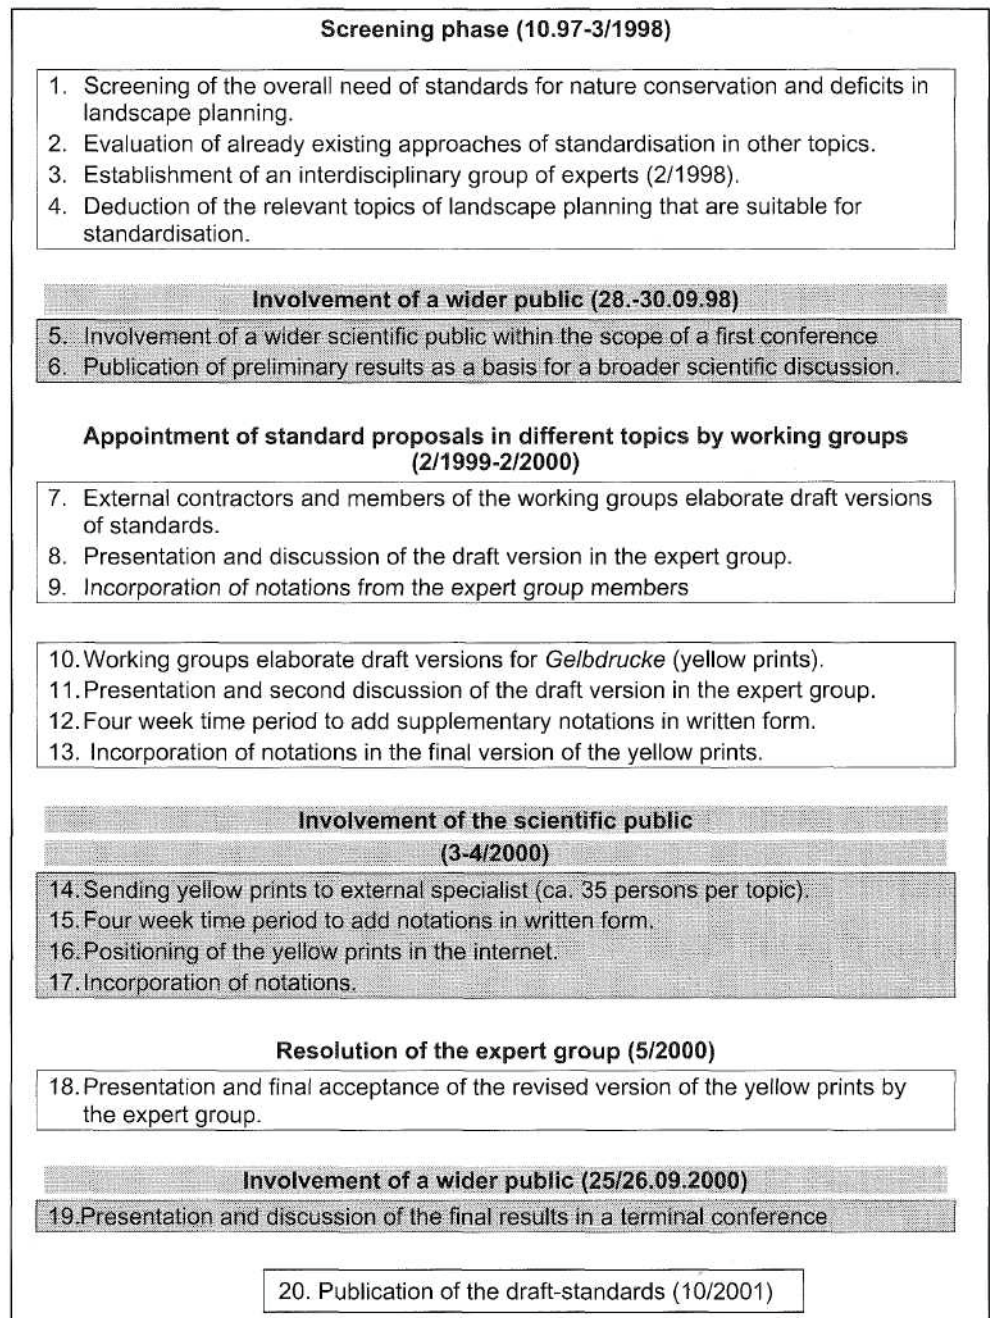 Screening phase (10.97-3/1998)
1. Screening of the overall need of standards for nature conservation and deficits in
landscape planning.
2. Evaluation of already existing approaches of standardisation in other topics.
3. Establishment of an interdisciplinary group of experts (2/1998).
4. Deduction of the relevant topics of landscape planning that are suitable for
standardisation.
Involvement of a wider public (28.-30.09.98)
5. Involvement of a wider scientific public within the scope of a first conference
6. Publication of preliminary results as a basis for a broader scientific discussion.
Appointment of standard proposals in different topics by working groups
(2/1999-2/2000)
7. External contractors and members of the working groups elaborate draft versions
of standards.
8. Presentation and discussion of the draft version in the expert group.
9. Incorporation of notations from the expert group members
10. Working groups elaborate draft versions for Gelbdrucke (yellow prints).
11. Presentation and second discussion of the draft version in the expert group.
12. Four week time period to add supplementary notations in written form.
13. Incorporation of notations in the final version of the yellow prints.
Involvement of the scientific public
(3-4/2000)
14. Sending yellow prints to external specialist (ca. 35 persons per topic).
15. Four week time period to add notations in written form.
16. Positioning of the yellow prints in the internet.
17. Incorporation of notations.
Resolution of the expert group (5/2000)
18. Presentation and final acceptance of the revised version of the yellow prints by
the expert group.
Involvement of a wider public (25/26.09.2000)
19. Presentation and discussion of the final results in a terminal conference
20. Publication of the draft-standards (10/2001)